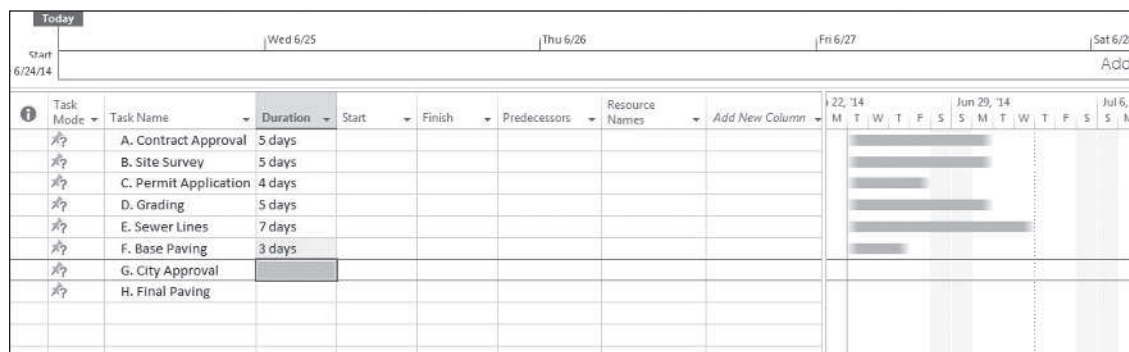 Today
Wed 6/25 Thu 6/26 Fri 6/27 Sat 6/2
Start
6/24/14
Add
Task Mode Task Name Duration Start Finish Predecessors Resource Names Add New Column
22, '14 Jun 29, '14 Jul 6,
M T W T F S S M T W T F S S M
A. Contract Approval 5 days
B. Site Survey 5 days
C. Permit Application 4 days
D. Grading 5 days
E. Sewer Lines 7 days
F. Base Paving 3 days
G. City Approval
H. Final Paving